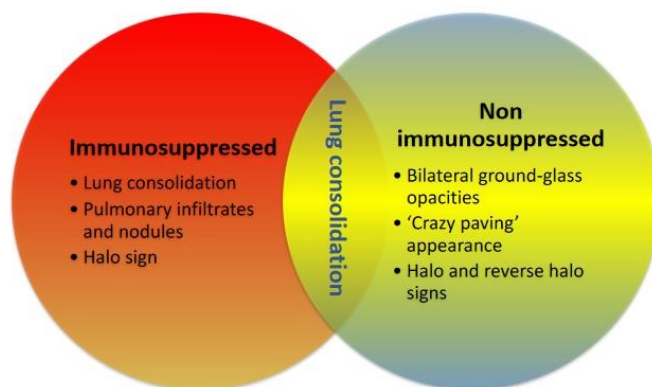 Immunosuppressed
• Lung consolidation
• Pulmonary infiltrates
and nodules
• Halo sign
Lung consolidation
Non
immunosuppressed
• Bilateral ground-glass
opacities
• ‘Crazy paving’
appearance
• Halo and reverse halo
signs